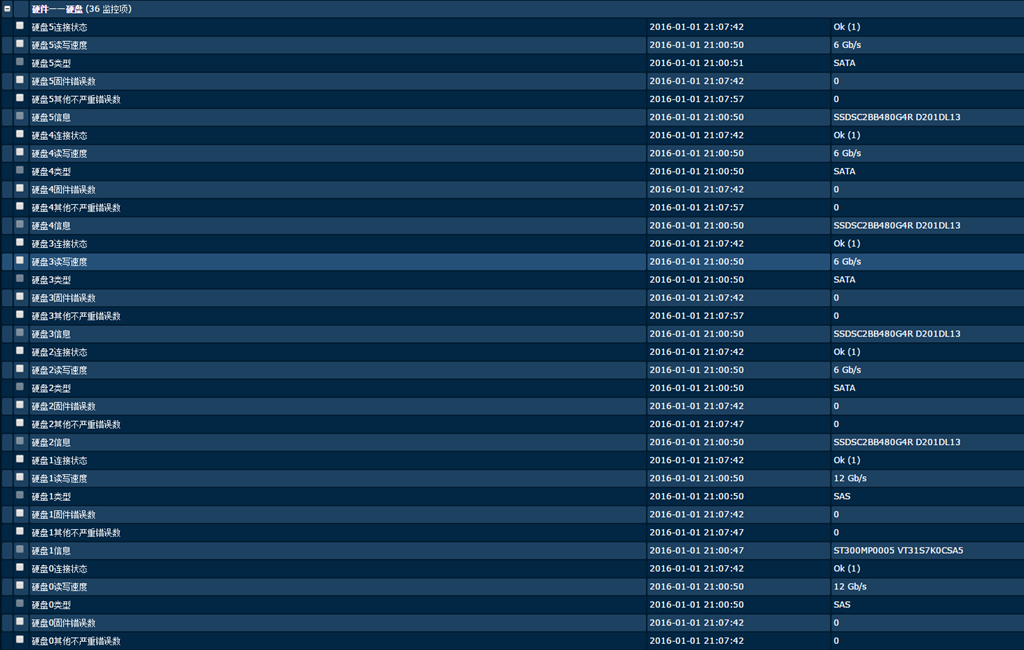 硬件——硬盘 (36 监控项)
硬盘5连接状态 2016-01-01 21:07:42 Ok (1)
硬盘5读写速度 2016-01-01 21:00:50 6 Gb/s
硬盘5类型 2016-01-01 21:00:51 SATA
硬盘5固件错误数 2016-01-01 21:07:42 0
硬盘5其他不严重错误数 2016-01-01 21:07:57 0
硬盘5信息 2016-01-01 21:00:50 SSDSC2BB480G4R D201DL13
硬盘4连接状态 2016-01-01 21:07:42 Ok (1)
硬盘4读写速度 2016-01-01 21:00:50 6 Gb/s
硬盘4类型 2016-01-01 21:00:50 SATA
硬盘4固件错误数 2016-01-01 21:07:42 0
硬盘4其他不严重错误数 2016-01-01 21:07:57 0
硬盘4信息 2016-01-01 21:00:50 SSDSC2BB480G4R D201DL13
硬盘3连接状态 2016-01-01 21:07:42 Ok (1)
硬盘3读写速度 2016-01-01 21:00:50 6 Gb/s
硬盘3类型 2016-01-01 21:00:50 SATA
硬盘3固件错误数 2016-01-01 21:07:42 0
硬盘3其他不严重错误数 2016-01-01 21:07:57 0
硬盘3信息 2016-01-01 21:00:50 SSDSC2BB480G4R D201DL13
硬盘2连接状态 2016-01-01 21:07:42 Ok (1)
硬盘2读写速度 2016-01-01 21:00:50 6 Gb/s
硬盘2类型 2016-01-01 21:00:50 SATA
硬盘2固件错误数 2016-01-01 21:07:42 0
硬盘2其他不严重错误数 2016-01-01 21:07:47 0
硬盘2信息 2016-01-01 21:00:50 SSDSC2BB480G4R D201DL13
硬盘1连接状态 2016-01-01 21:07:42 Ok (1)
硬盘1读写速度 2016-01-01 21:00:50 12 Gb/s
硬盘1类型 2016-01-01 21:00:50 SAS
硬盘1固件错误数 2016-01-01 21:07:42 0
硬盘1其他不严重错误数 2016-01-01 21:07:47 0
硬盘1信息 2016-01-01 21:00:47 ST300MP0005 VT31S7K0CSA5
硬盘0连接状态 2016-01-01 21:07:42 Ok (1)
硬盘0读写速度 2016-01-01 21:00:50 12 Gb/s
硬盘0类型 2016-01-01 21:00:50 SAS
硬盘0固件错误数 2016-01-01 21:07:42 0
硬盘0其他不严重错误数 2016-01-01 21:07:42 0